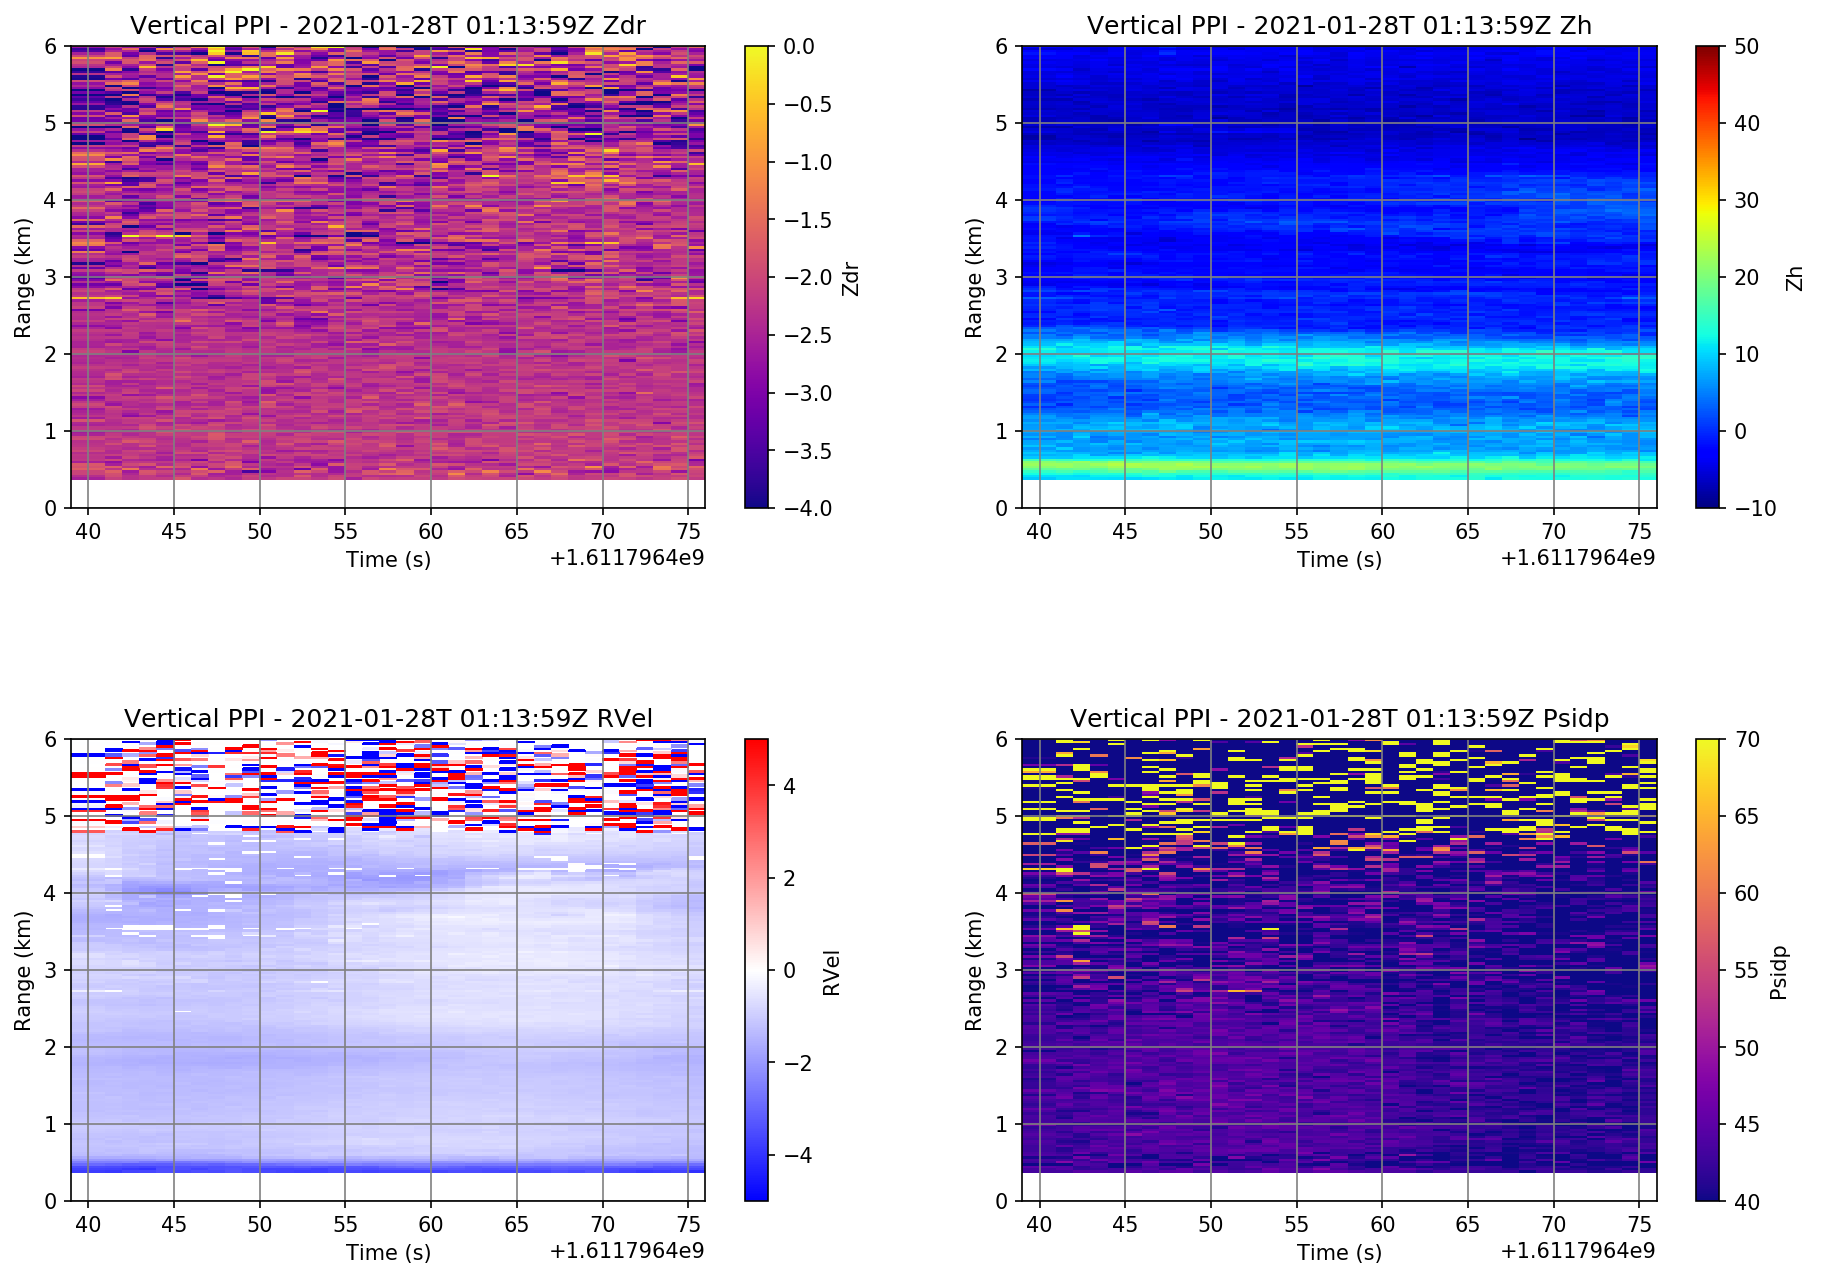 Vertical PPI - 2021-01-28T 01:13:59Z Zdr
6
5
4
3
2
1
0
Range (km)
40 45 50 55 60 65 70 75
Time (s)
+1.6117964e9
0.0
−0.5
−1.0
−1.5
−2.0
−2.5
−3.0
−3.5
−4.0
Zdr
Vertical PPI - 2021-01-28T 01:13:59Z Zh
6
5
4
3
2
1
0
Range (km)
40 45 50 55 60 65 70 75
Time (s)
+1.6117964e9
50
40
30
20
10
0
−10
Zh
Vertical PPI - 2021-01-28T 01:13:59Z RVel
6
5
4
3
2
1
0
Range (km)
40 45 50 55 60 65 70 75
Time (s)
+1.6117964e9
4
2
0
−2
−4
RVel
Vertical PPI - 2021-01-28T 01:13:59Z Psidp
6
5
4
3
2
1
0
Range (km)
40 45 50 55 60 65 70 75
Time (s)
+1.6117964e9
70
65
60
55
50
45
40
Psidp